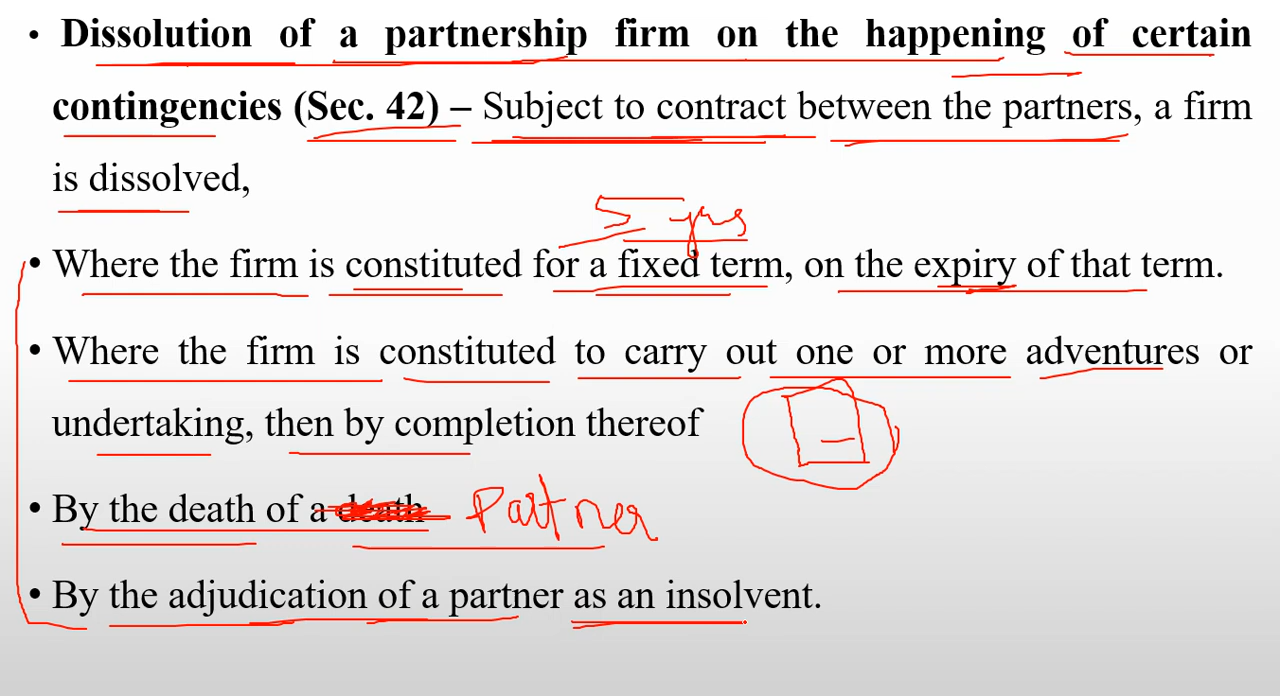 • Dissolution of a partnership firm on the happening of certain
contingencies (Sec. 42) – Subject to contract between the partners, a firm
is dissolved,
5 yrs
• Where the firm is constituted for a fixed term, on the expiry of that term.
• Where the firm is constituted to carry out one or more adventures or
undertaking, then by completion thereof
• By the death of a death Partner
• By the adjudication of a partner as an insolvent.